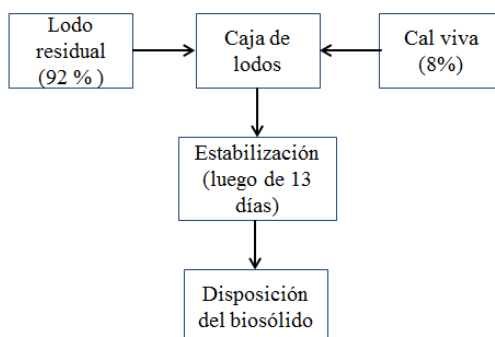 Lodo
residual
(92 % )
Caja de
lodos
Cal viva
(8%)
Estabilización
(luego de 13
días)
Disposición
del biosólido